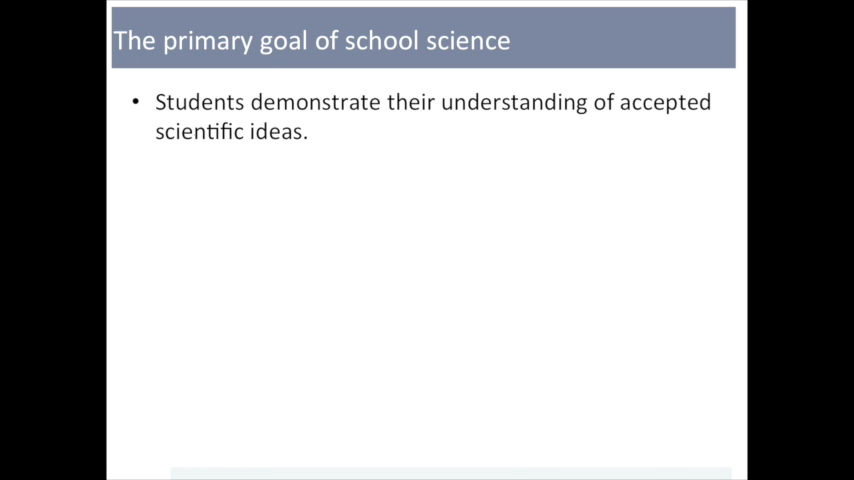 The primary goal of school science
• Students demonstrate their understanding of accepted
scientific ideas.